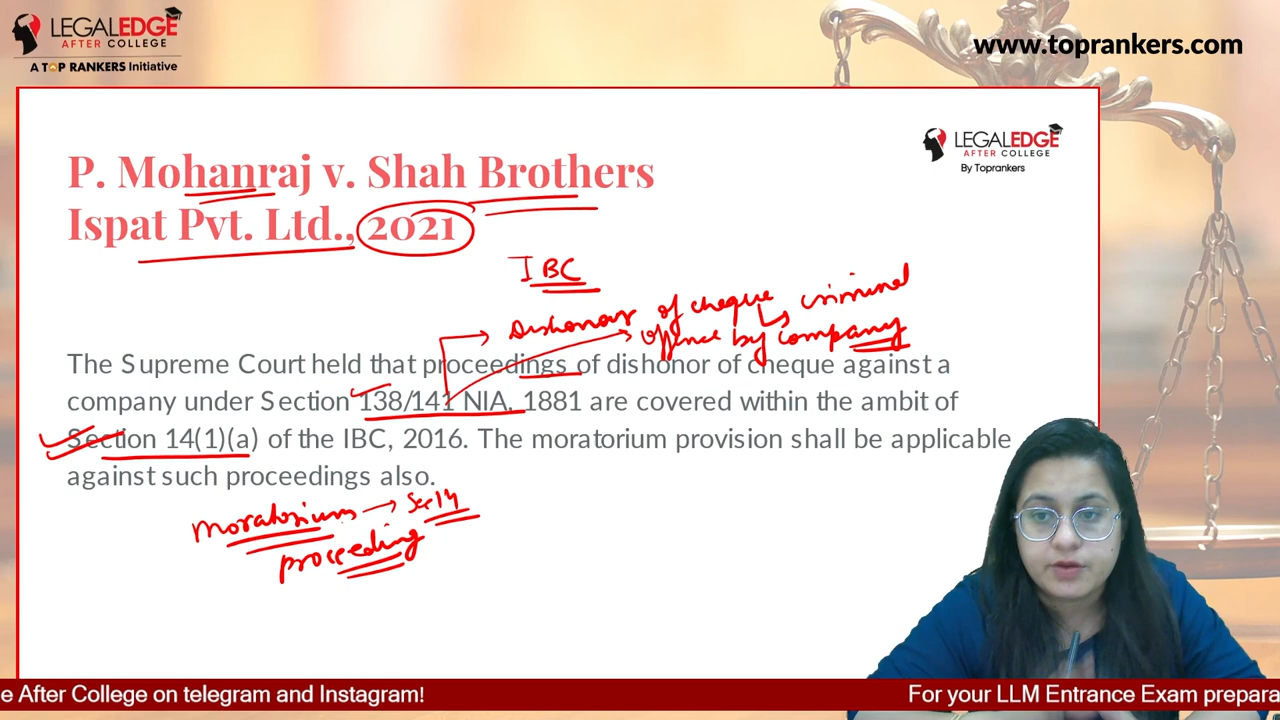 LEGALEDGE
AFTER COLLEGE
A TOP RANKERS Initiative
www.toprankers.com
LEGALEDGE
AFTER COLLEGE
By Toprankers
P. Mohanraj v. Shah Brothers
Ispat Pvt. Ltd., 2021
IBC
Dishonour of cheque criminal
offence by company
The Supreme Court held that proceedings of dishonor of cheque against a
company under Section 138/141 NIA, 1881 are covered within the ambit of
Section 14(1)(a) of the IBC, 2016. The moratorium provision shall be applicable
against such proceedings also.
Moratorium → Sec 14
proceeding
e After College on telegram and Instagram! For your LLM Entrance Exam prepara